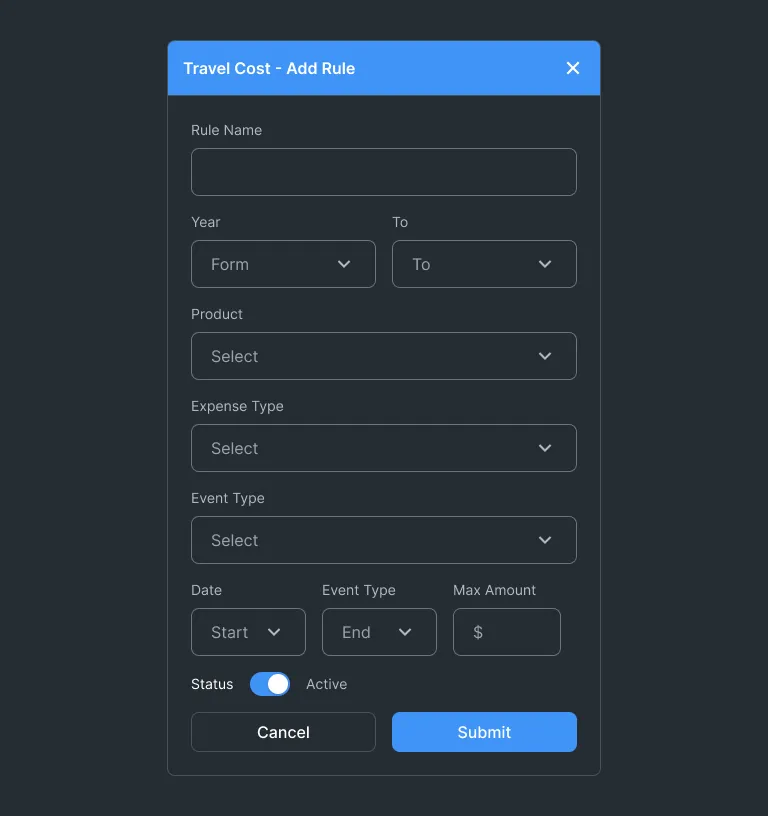 Travel Cost - Add Rule
Rule Name
Year To
Form To
Product
Select
Expense Type
Select
Event Type
Select
Date Event Type Max Amount
Start End $
Status Active
Cancel Submit